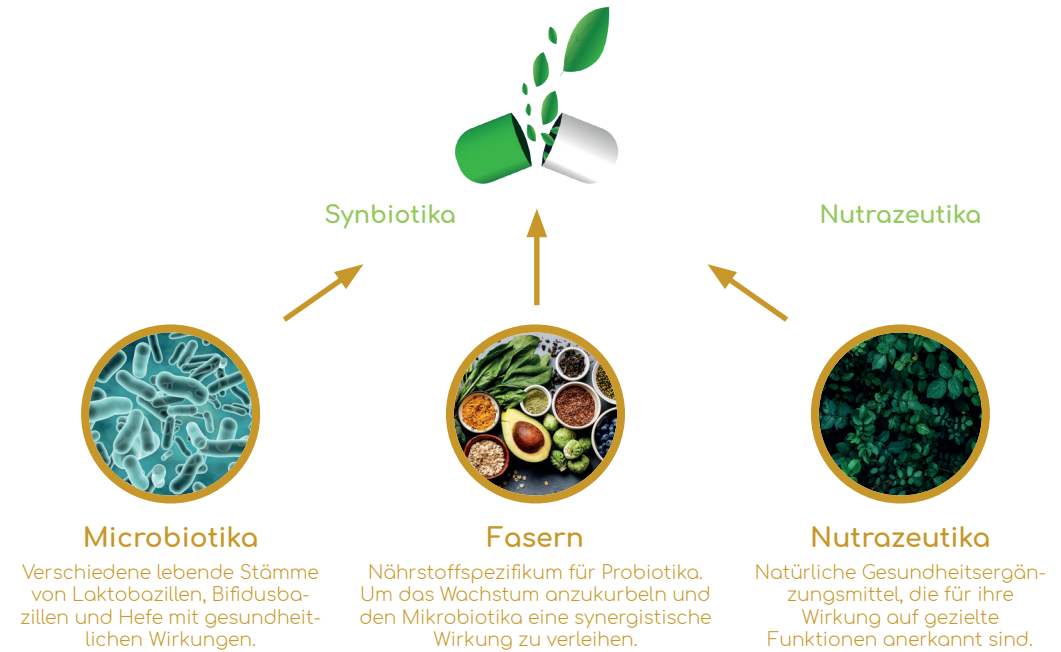 Synbiotika
Nutrazeutika
Microbiotika
Verschiedene lebende Stämme
von Laktobazillen, Bifidusba-
zillen und Hefe mit gesundheit-
lichen Wirkungen.
Fasern
Nährstoffspezifikum für Probiotika.
Um das Wachstum anzukurbeln und
den Mikrobiotika eine synergistische
Wirkung zu verleihen.
Nutrazeutika
Natürliche Gesundheitsergän-
zungsmittel, die für ihre
Wirkung auf gezielte
Funktionen anerkannt sind.